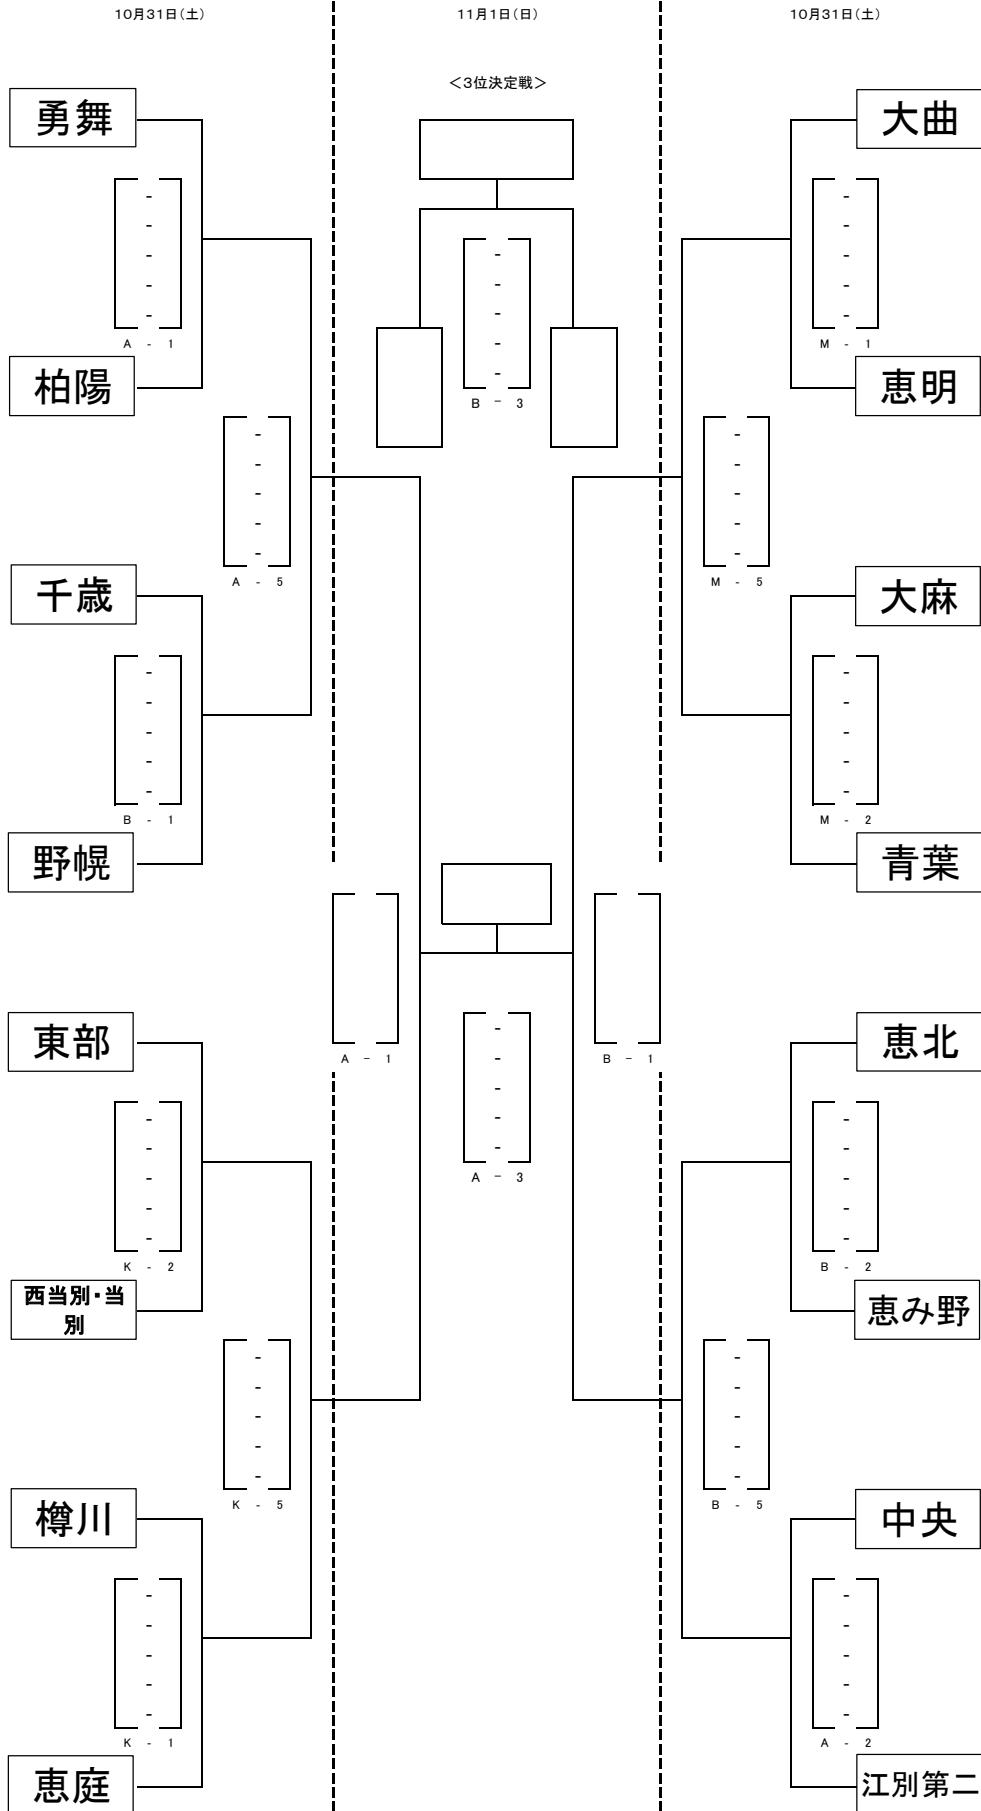 10月31日(土)
11月1日(日)
10月31日(土)
＜3位決定戦＞
勇舞
大曲
-
-
-
-
-
A - 1
-
-
-
-
-
B - 3
-
-
-
-
-
M - 1
柏陽
恵明
-
-
-
-
-
A - 5
-
-
-
-
-
M - 5
千歳
大麻
-
-
-
-
-
B - 1
-
-
-
-
-
M - 2
野幌
青葉
A - 1
B - 1
東部
恵北
-
-
-
-
-
A - 3
-
-
-
-
-
K - 2
-
-
-
-
-
B - 2
西当別・当
別
恵み野
-
-
-
-
-
K - 5
-
-
-
-
-
B - 5
樽川
中央
-
-
-
-
-
K - 1
-
-
-
-
-
A - 2
恵庭
江別第二